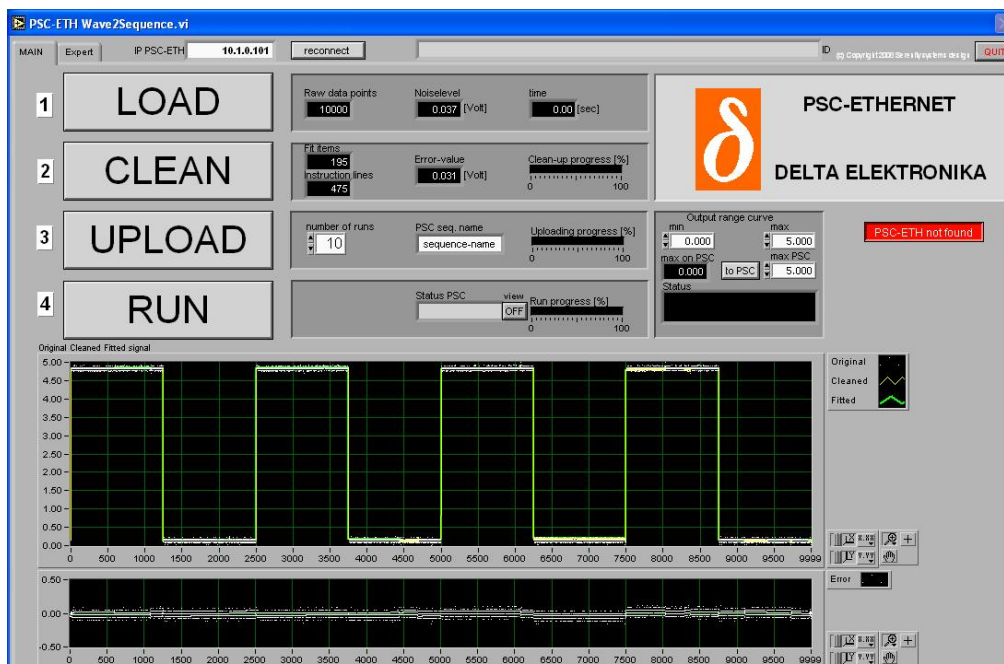 PSC-ETH Wave2Sequence.vi
MAIN Expert IP PSC-ETH 10.1.0.101 reconnect ID (c) Copyright2006 Serenity systems design QUIT
1 LOAD
Raw data points Noiselevel time
10000 0.037 [Volt] 0.00 [sec]
PSC-ETHERNET
δ
DELTA ELEKTRONIKA
2 CLEAN
Fit items
195 Error-value Clean-up progress [%]
Instruction lines 0.031 [Volt]
475 0 100
3 UPLOAD
number of runs PSC seq. name Uploading progress [%]
10 sequence-name
0 100
Output range curve
min max
0.000 5.000
max on PSC max PSC
0.000 to PSC 5.000
Status
PSC-ETH not found
4 RUN
Status PSC view Run progress [%]
OFF
0 100
Original Cleaned Fitted signal
5.00
4.50
4.00
3.50
3.00
2.50
2.00
1.50
1.00
0.50
0.00
0 500 1000 1500 2000 2500 3000 3500 4000 4500 5000 5500 6000 6500 7000 7500 8000 8500 9000 9500 9999
Original
Cleaned
Fitted
X X.XX
Y Y.YY
Error
0.50
0.00
-0.50
0 500 1000 1500 2000 2500 3000 3500 4000 4500 5000 5500 6000 6500 7000 7500 8000 8500 9000 9500 9999
X X.XX
Y Y.YY